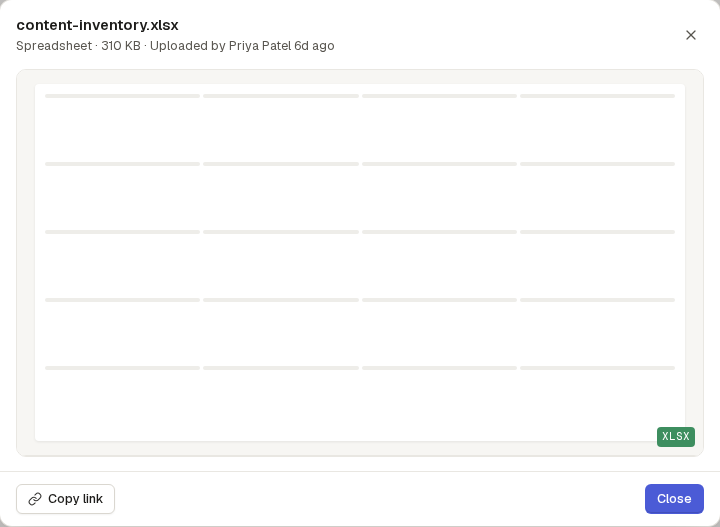 content-inventory.xlsx
Spreadsheet · 310 KB · Uploaded by Priya Patel 6d ago
XLSX
Copy link
Close